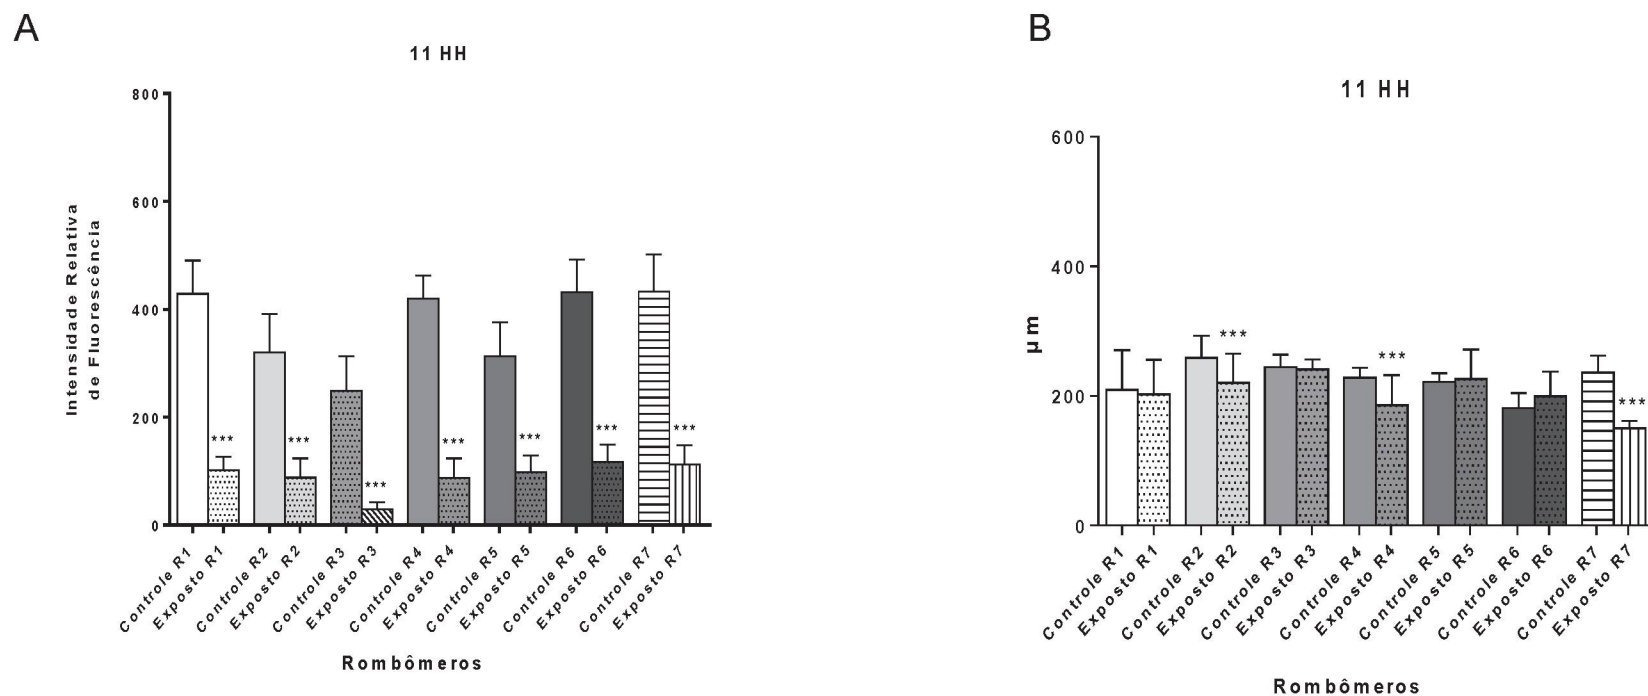 A
11 HH
Intensidade Relativa
de Fluorescência
800
600
400
200
0
***
***
***
***
***
***
***
Controle R1
Exposto R1
Controle R2
Exposto R2
Controle R3
Exposto R3
Controle R4
Exposto R4
Controle R5
Exposto R5
Controle R6
Exposto R6
Controle R7
Exposto R7
Rombômeros
B
11 HH
µm
600
400
200
0
***
***
***
Controle R1
Exposto R1
Controle R2
Exposto R2
Controle R3
Exposto R3
Controle R4
Exposto R4
Controle R5
Exposto R5
Controle R6
Exposto R6
Controle R7
Exposto R7
Rombômeros